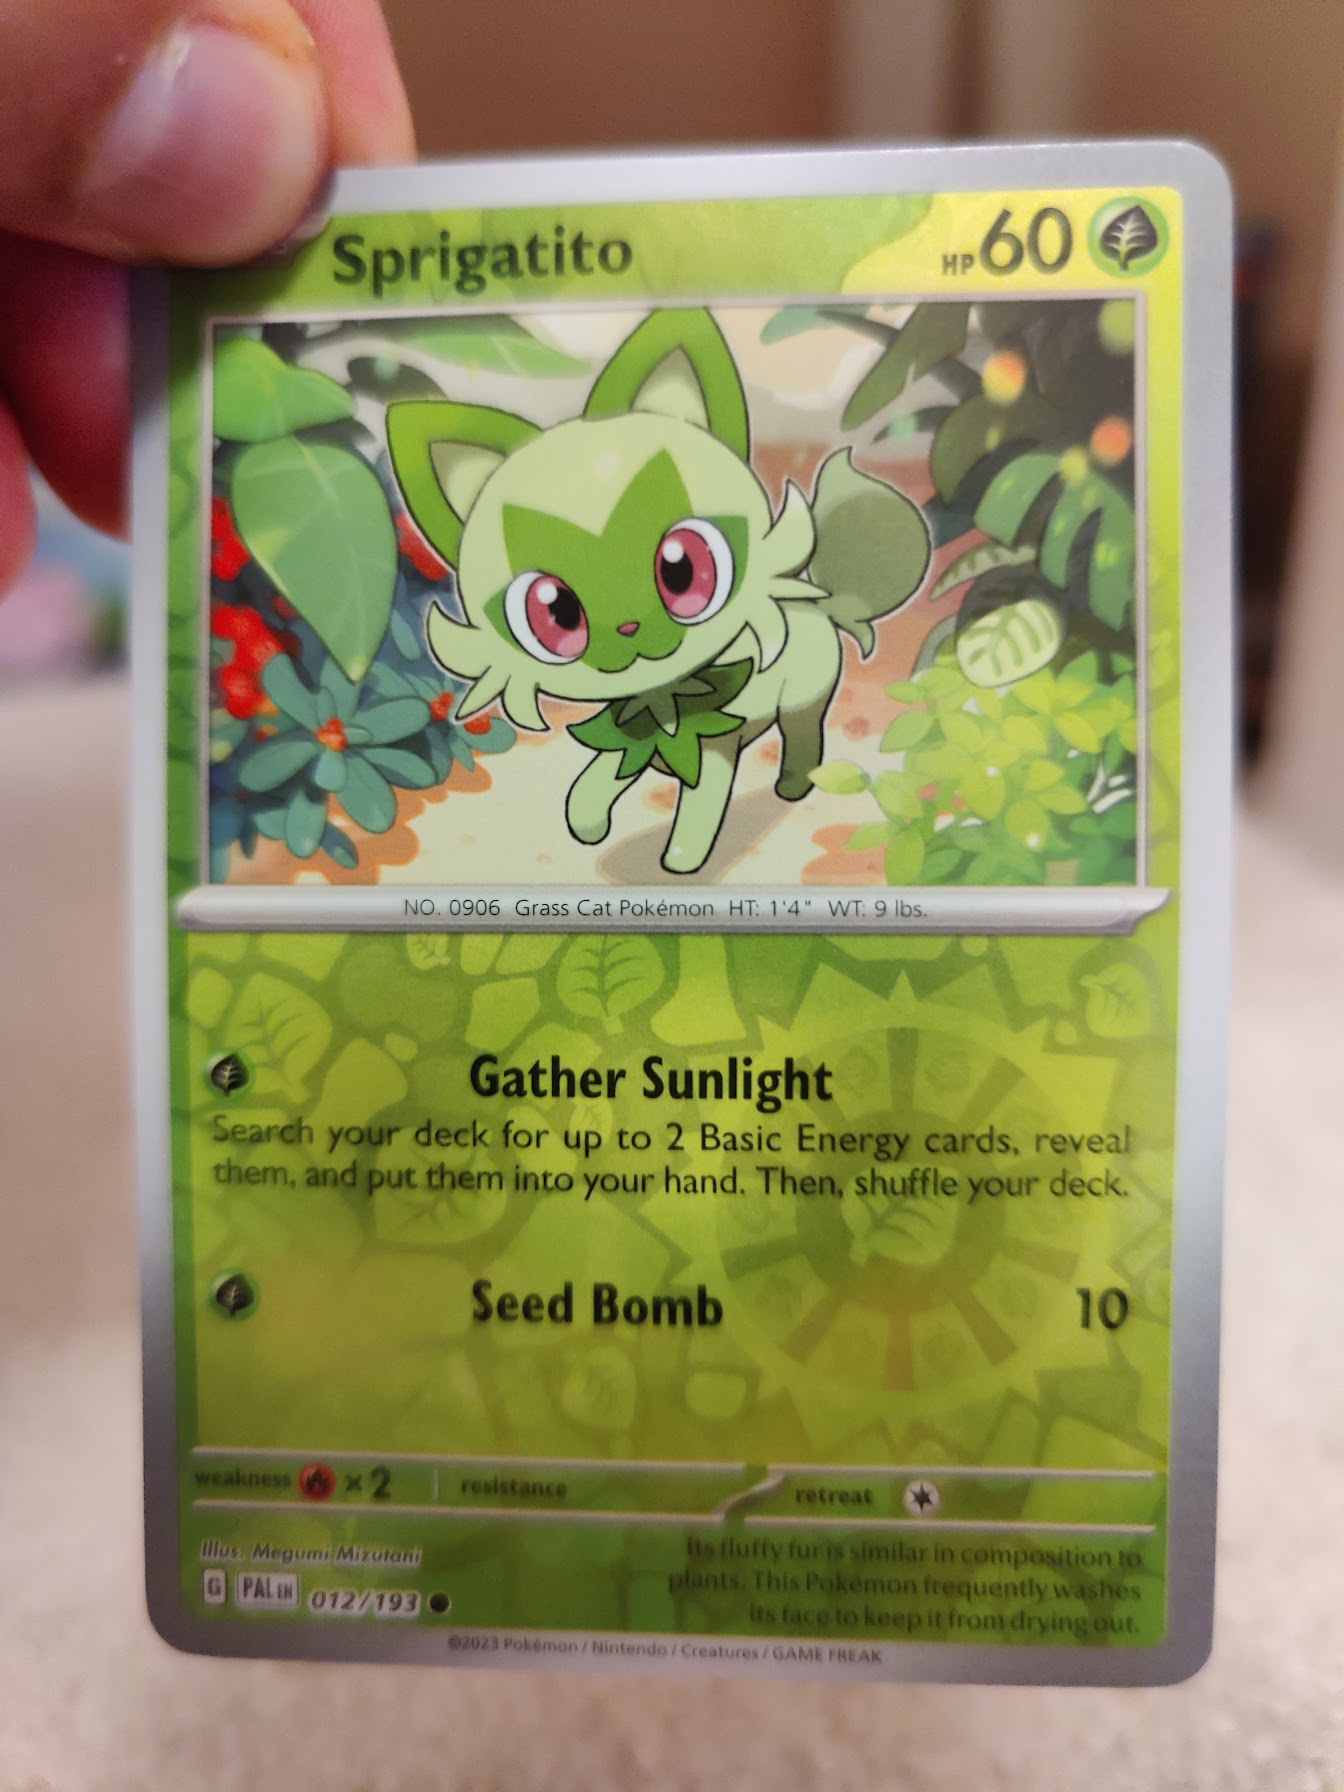 Sprigatito HP 60
NO. 0906 Grass Cat Pokémon HT: 1'4" WT: 9 lbs.
Gather Sunlight
Search your deck for up to 2 Basic Energy cards, reveal
them, and put them into your hand. Then, shuffle your deck.
Seed Bomb 10
weakness ×2 resistance retreat
Illus. Megumi Mizutani
G PAL EN 012/193
Its fluffy fur is similar in composition to
plants. This Pokémon frequently washes
its face to keep it from drying out.
©2023 Pokémon / Nintendo / Creatures / GAME FREAK